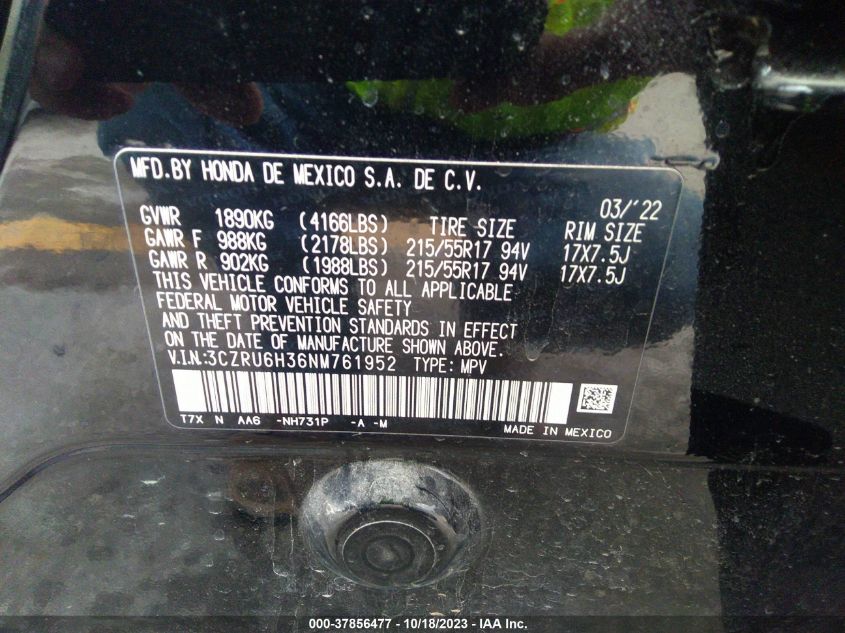 MFD.BY HONDA DE MEXICO S.A. DE C.V.
03/'22
GVWR 1890KG (4166LBS) TIRE SIZE RIM SIZE
GAWR F 988KG (2178LBS) 215/55R17 94V 17X7.5J
GAWR R 902KG (1988LBS) 215/55R17 94V 17X7.5J
THIS VEHICLE CONFORMS TO ALL APPLICABLE
FEDERAL MOTOR VEHICLE SAFETY
AND THEFT PREVENTION STANDARDS IN EFFECT
ON THE DATE OF MANUFACTURE SHOWN ABOVE.
V.I.N:3CZRU6H36NM761952 TYPE: MPV
T7X N AA6 -NH731P -A -M
MADE IN MEXICO
000-37856477 - 10/18/2023 - IAA Inc.